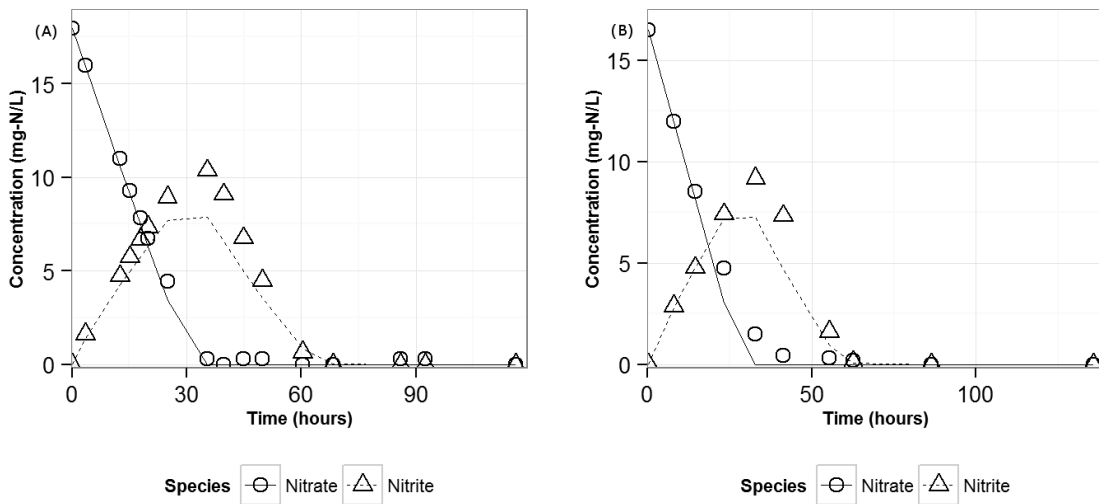 (A)
Concentration (mg-N/L)
15
10
5
0
0 30 60 90
Time (hours)
Species Nitrate Nitrite
(B)
Concentration (mg-N/L)
15
10
5
0
0 50 100
Time (hours)
Species Nitrate Nitrite